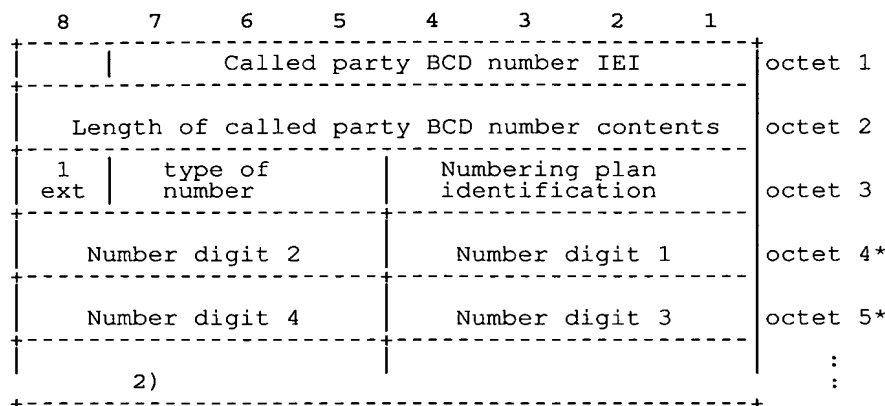 8 7 6 5 4 3 2 1
Called party BCD number IEI octet 1
Length of called party BCD number contents octet 2
1 type of Numbering plan
ext number identification octet 3
Number digit 2 Number digit 1 octet 4*
Number digit 4 Number digit 3 octet 5*
:
2) :